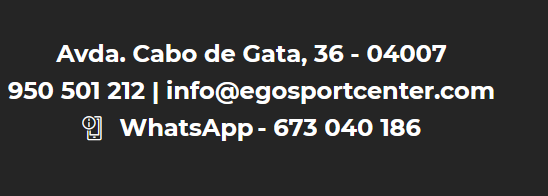 Avda. Cabo de Gata, 36 - 04007
950 501 212 | info@egosportcenter.com
WhatsApp - 673 040 186